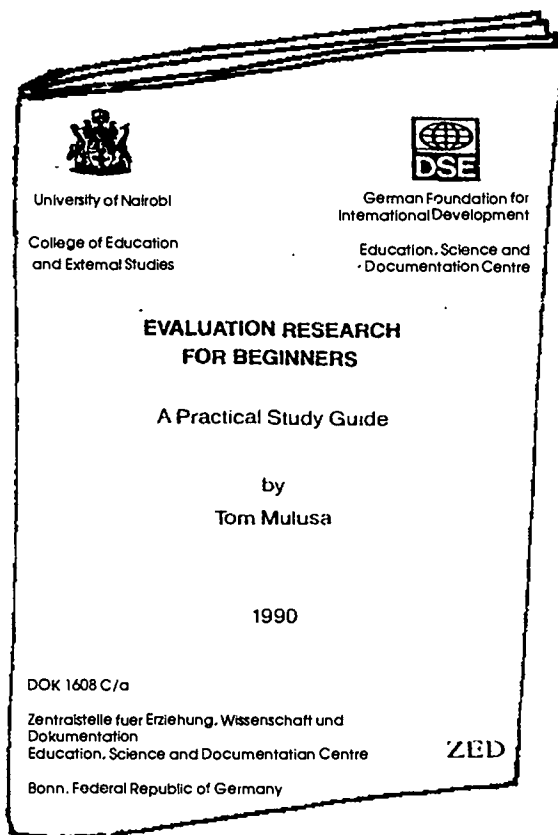 University of Nairobi
College of Education
and External Studies
DSE
German Foundation for
International Development
Education, Science and
Documentation Centre
EVALUATION RESEARCH
FOR BEGINNERS
A Practical Study Guide
by
Tom Mulusa
1990
DOK 1608 C/a
Zentralstelle fuer Erziehung, Wissenschaft und
Dokumentation
Education, Science and Documentatian Centre
Bonn, Federal Republic of Germany
ZED